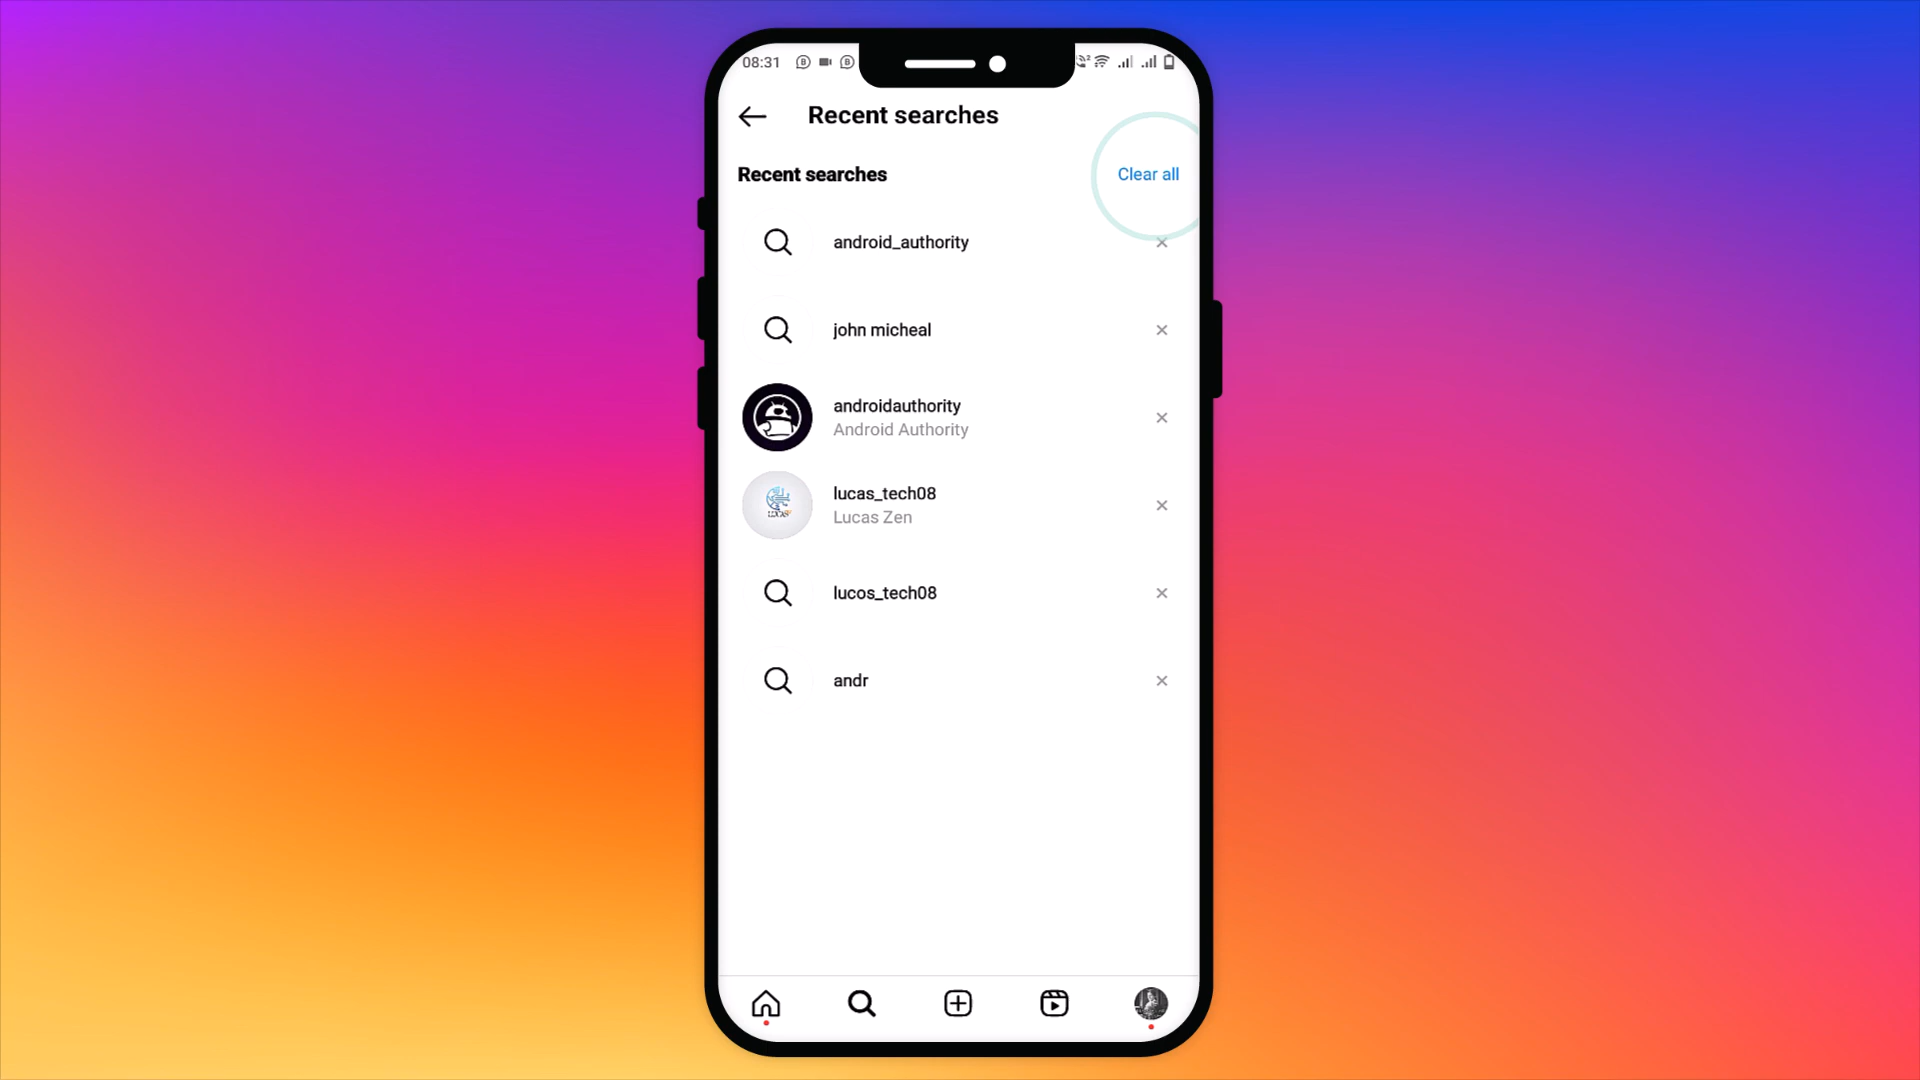 08:31
Recent searches
Recent searches
Clear all
android_authority
john micheal
androidauthority
Android Authority
lucas_tech08
Lucas Zen
lucos_tech08
andr